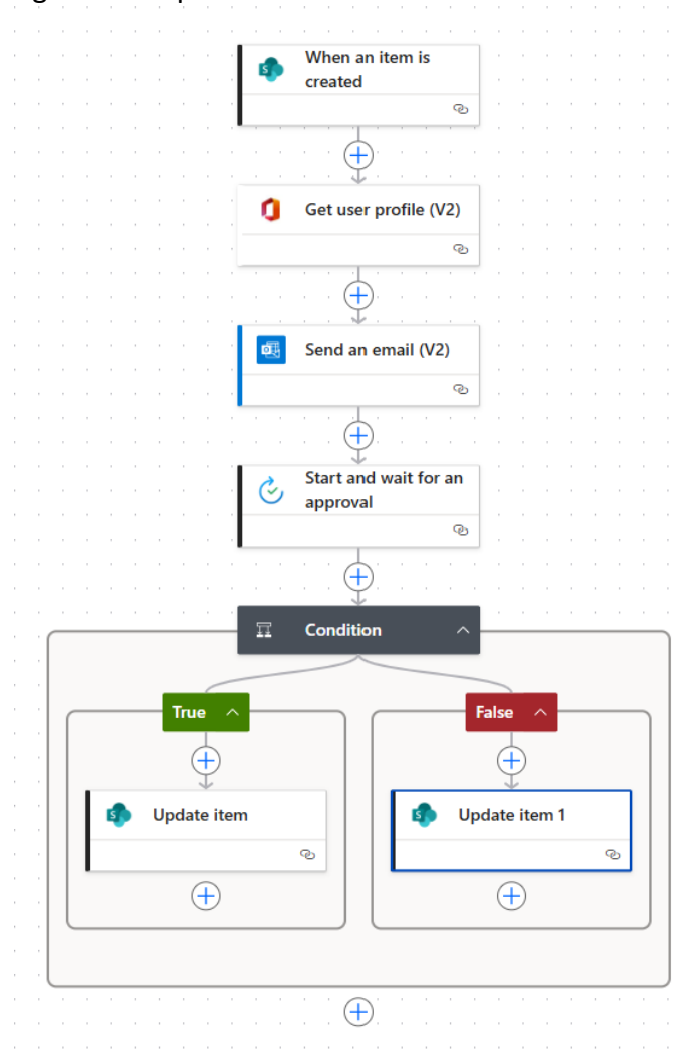 When an item is
created
Get user profile (V2)
Send an email (V2)
Start and wait for an
approval
Condition
True
False
Update item
Update item 1